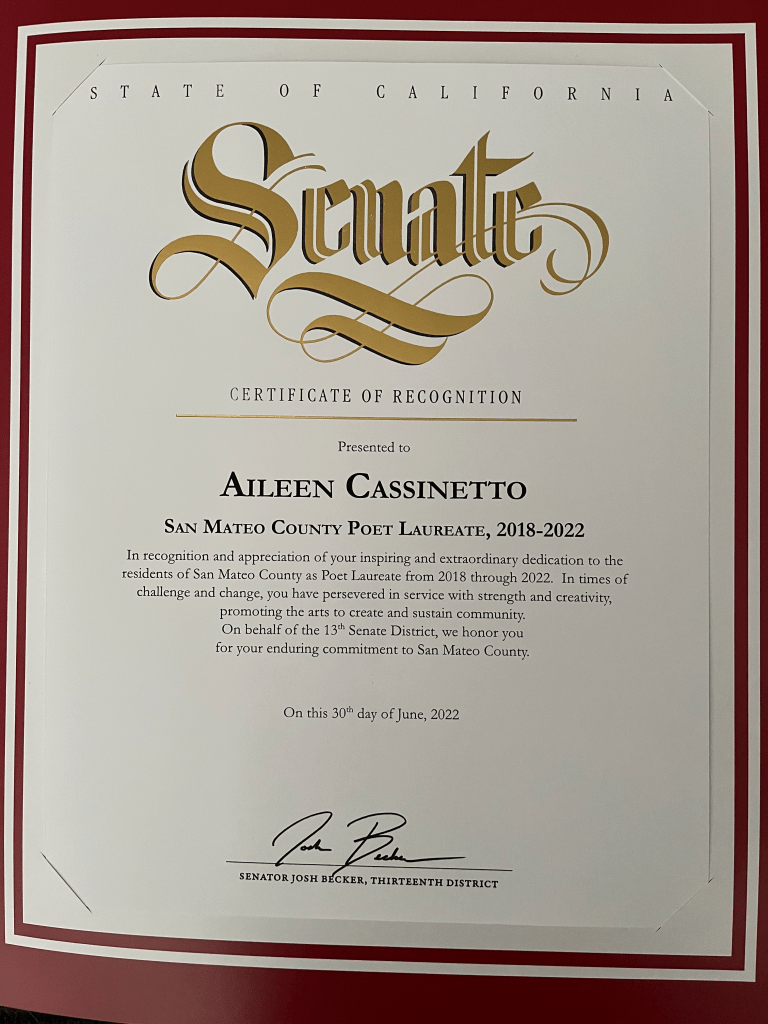 STATE OF CALIFORNIA
Senate
CERTIFICATE OF RECOGNITION
Presented to
AILEEN CASSINETTO
SAN MATEO COUNTY POET LAUREATE, 2018-2022
In recognition and appreciation of your inspiring and extraordinary dedication to the
residents of San Mateo County as Poet Laureate from 2018 through 2022. In times of
challenge and change, you have persevered in service with strength and creativity,
promoting the arts to create and sustain community.
On behalf of the 13th Senate District, we honor you
for your enduring commitment to San Mateo County.
On this 30th day of June, 2022
Josh Becker
SENATOR JOSH BECKER, THIRTEENTH DISTRICT